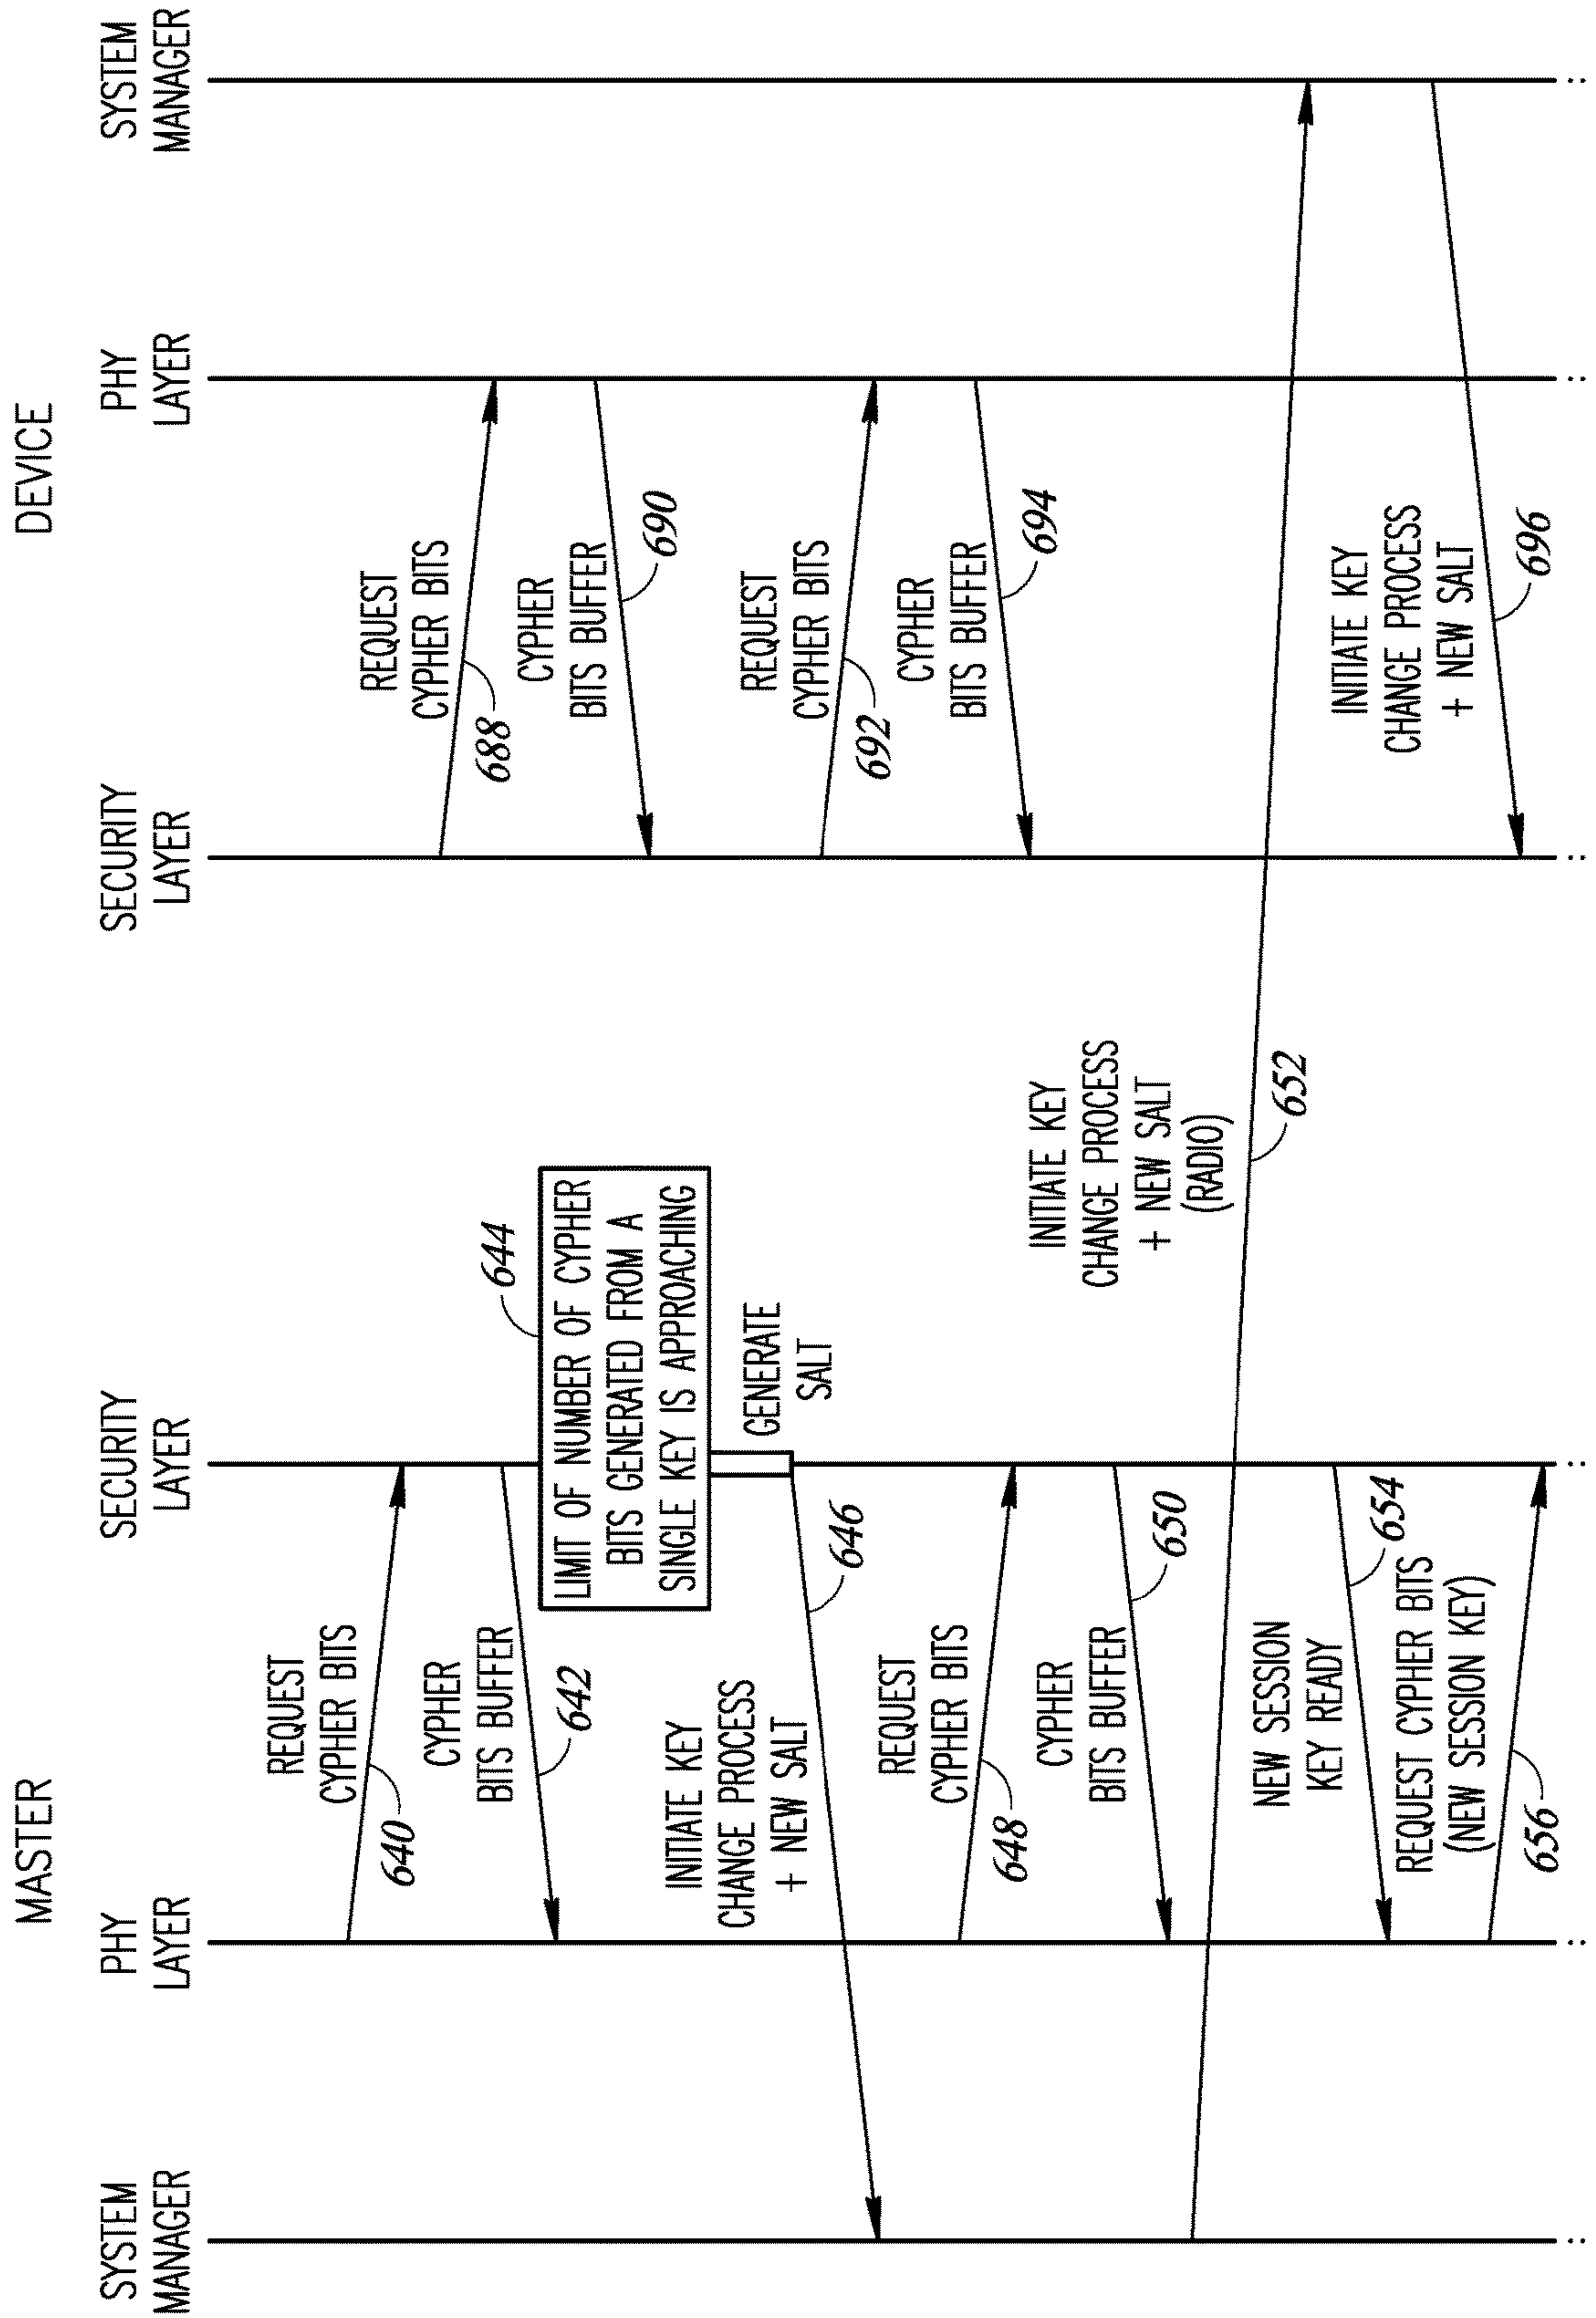 MASTER
DEVICE
SYSTEM
MANAGER
PHY
LAYER
SECURITY
LAYER
SECURITY
LAYER
PHY
LAYER
SYSTEM
MANAGER
REQUEST
CYPHER BITS
640
CYPHER
BITS BUFFER
642
644
LIMIT OF NUMBER OF CYPHER
BITS GENERATED FROM A
SINGLE KEY IS APPROACHING
GENERATE
SALT
INITIATE KEY
CHANGE PROCESS
+ NEW SALT
646
REQUEST
CYPHER BITS
648
CYPHER
BITS BUFFER
650
INITIATE KEY
CHANGE PROCESS
+ NEW SALT
(RADIO)
652
NEW SESSION
KEY READY
654
REQUEST CYPHER BITS
(NEW SESSION KEY)
656
REQUEST
CYPHER BITS
688
CYPHER
BITS BUFFER
690
REQUEST
CYPHER BITS
692
CYPHER
BITS BUFFER
694
INITIATE KEY
CHANGE PROCESS
+ NEW SALT
696